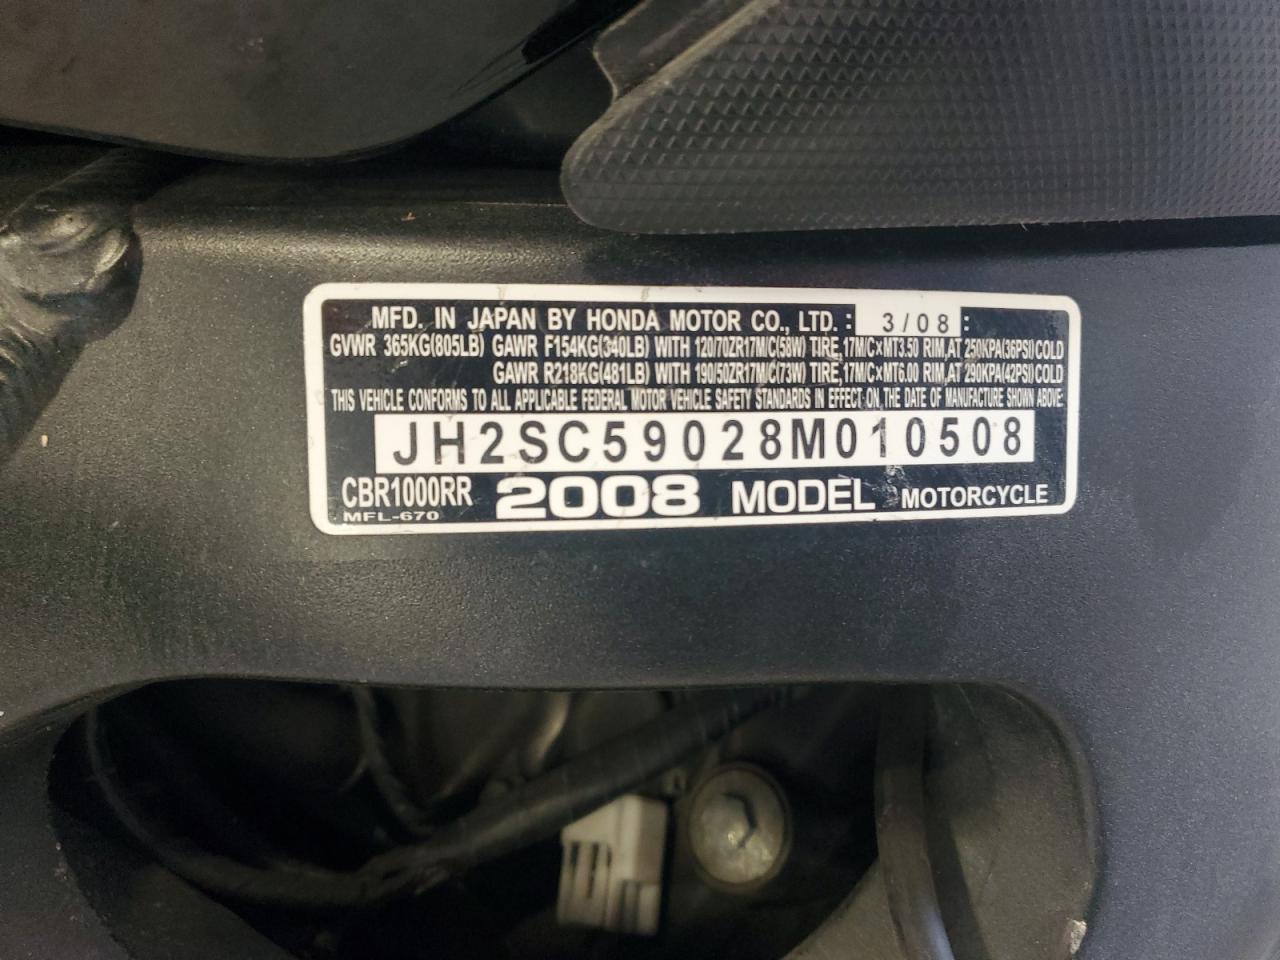 MFD. IN JAPAN BY HONDA MOTOR CO., LTD. : 3/08 :
GVWR 365KG(805LB) GAWR F154KG(340LB) WITH 120/70ZR17M/C(58W) TIRE, 17M/C×MT3.50 RIM, AT 250KPA(36PSI) COLD
GAWR R218KG(481LB) WITH 190/50ZR17M/C(73W) TIRE, 17M/C×MT6.00 RIM, AT 290KPA(42PSI) COLD
THIS VEHICLE CONFORMS TO ALL APPLICABLE FEDERAL MOTOR VEHICLE SAFETY STANDARDS IN EFFECT ON THE DATE OF MANUFACTURE SHOWN ABOVE.
JH2SC59028M010508
CBR1000RR 2008 MODEL MOTORCYCLE
MFL-670